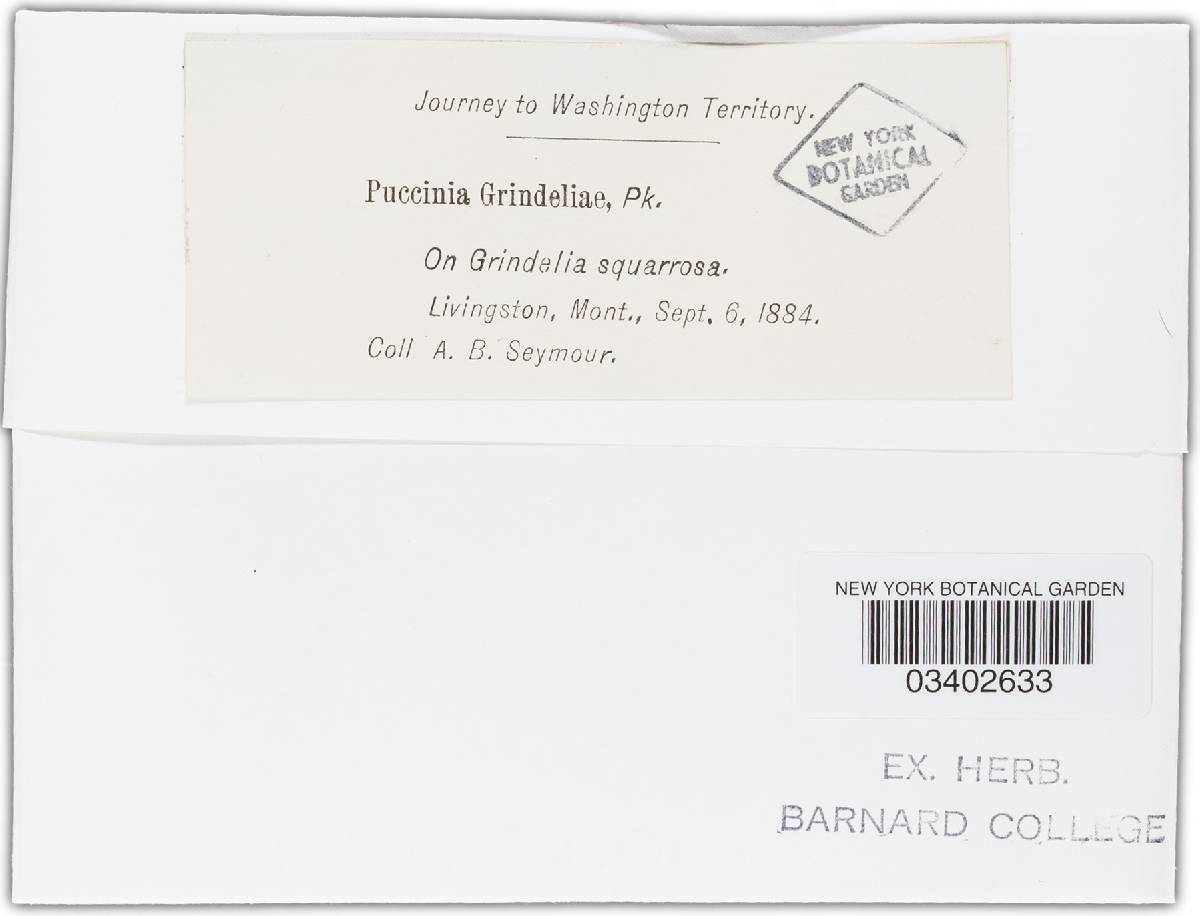 Journey to Washington Territory.
NEW YORK
BOTANICAL
GARDEN
Puccinia Grindeliae, Pk.
On Grindelia squarrosa.
Livingston, Mont., Sept. 6, 1884.
Coll A. B. Seymour.
NEW YORK BOTANICAL GARDEN
03402633
EX. HERB.
BARNARD COLLEGE